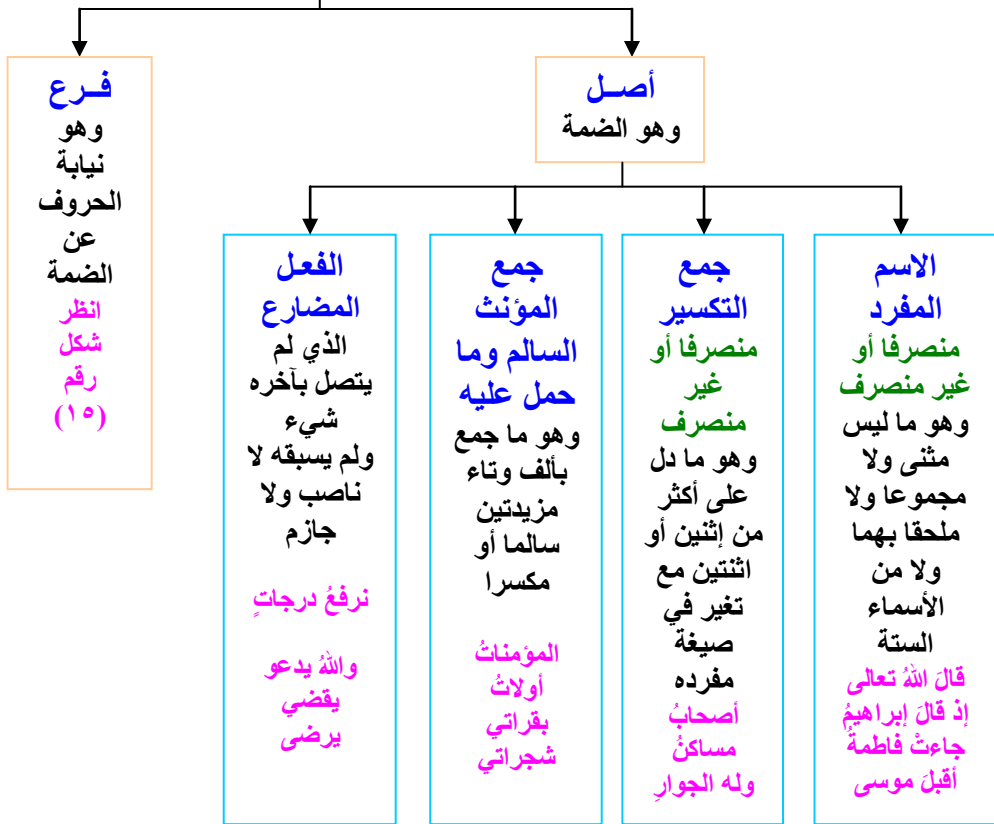 أصــل
وهو الضمة
فــرع
وهو
نيابة
الحروف
عن
الضمة
انظر
شكل
رقم
(١٥)
الاسم
المفرد
منصرفا أو
غير منصرف
وهو ما ليس
مثنى ولا
مجموعا ولا
ملحقا بهما
ولا من
الأسماء
الستة
قالَ اللهُ تعالى
إذ قالَ إبراهيمُ
جاءتْ فاطمةُ
أقبلَ موسى
جمع
التكسير
منصرفا أو
غير
منصرف
وهو ما دل
على أكثر
من إثنين أو
اثنتين مع
تغير في
صيغة
مفرده
أصحابُ
مساكنُ
وله الجوارِ
جمع
المؤنث
السالم وما
حمل عليه
وهو ما جمع
بألف وتاء
مزيدتين
سالما أو
مكسرا
المؤمناتُ
أولاتُ
بقراتي
شجراتي
الفعل
المضارع
الذي لم
يتصل بآخره
شيء
ولم يسبقه لا
ناصب ولا
جازم
نرفعُ درجاتٍ
واللهُ يدعو
يقضي
يرضى